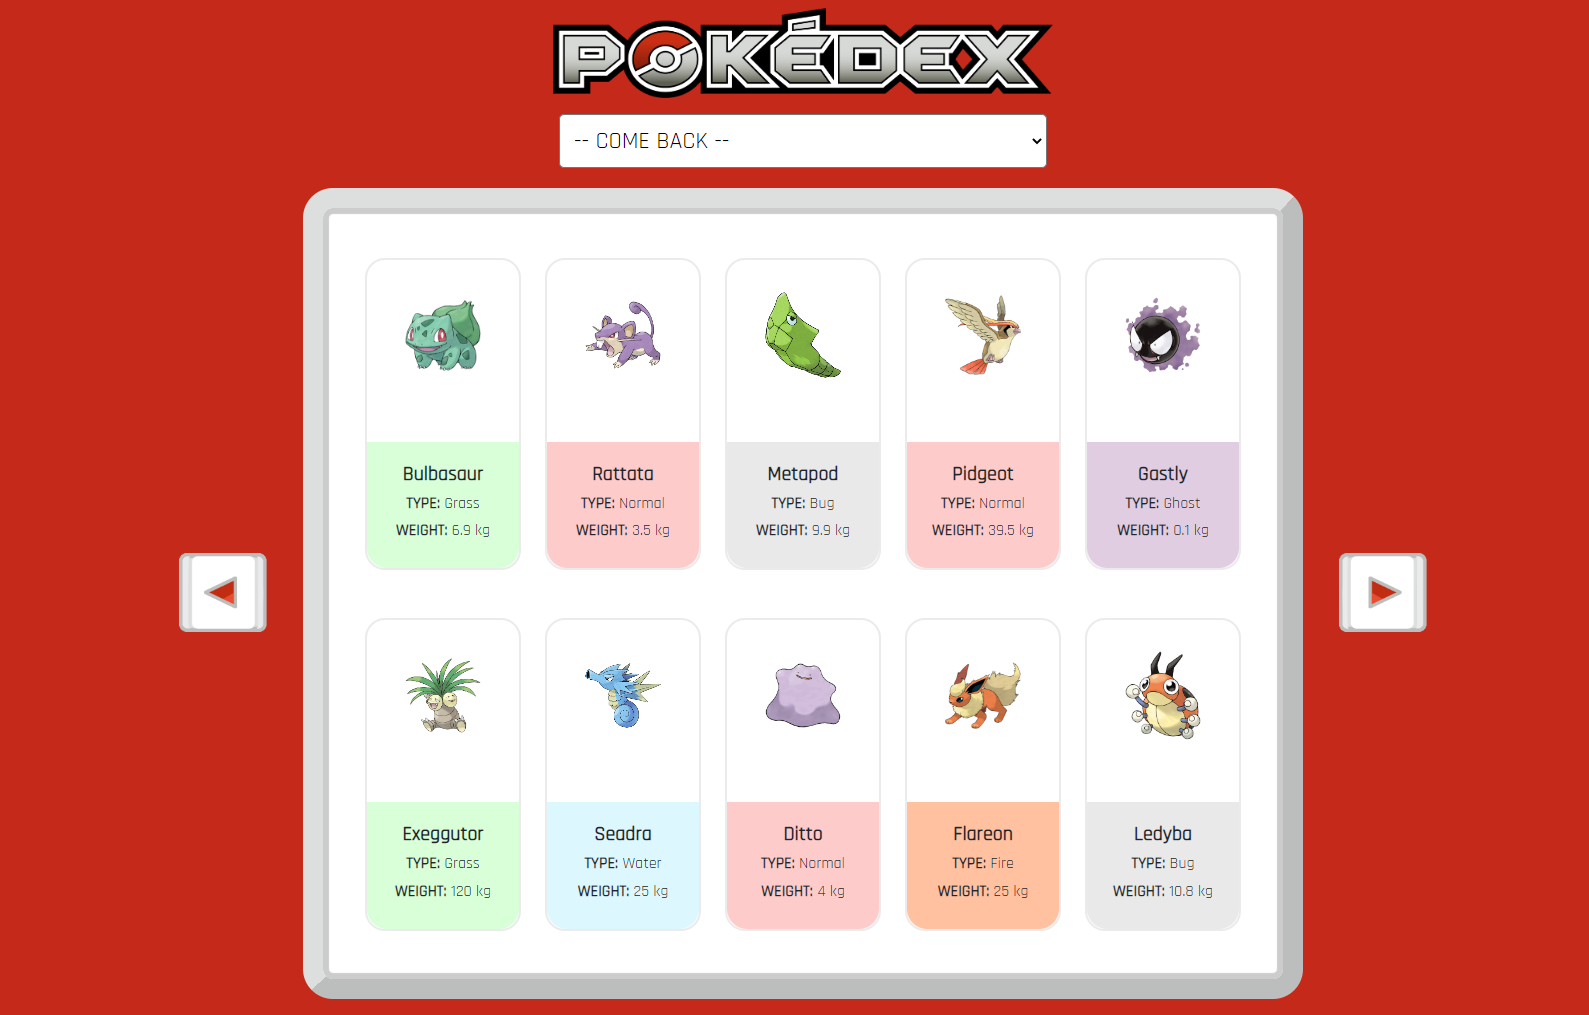 POKÉDEX
-- COME BACK --
Bulbasaur
TYPE: Grass
WEIGHT: 6.9 kg
Rattata
TYPE: Normal
WEIGHT: 3.5 kg
Metapod
TYPE: Bug
WEIGHT: 9.9 kg
Pidgeot
TYPE: Normal
WEIGHT: 39.5 kg
Gastly
TYPE: Ghost
WEIGHT: 0.1 kg
Exeggutor
TYPE: Grass
WEIGHT: 120 kg
Seadra
TYPE: Water
WEIGHT: 25 kg
Ditto
TYPE: Normal
WEIGHT: 4 kg
Flareon
TYPE: Fire
WEIGHT: 25 kg
Ledyba
TYPE: Bug
WEIGHT: 10.8 kg